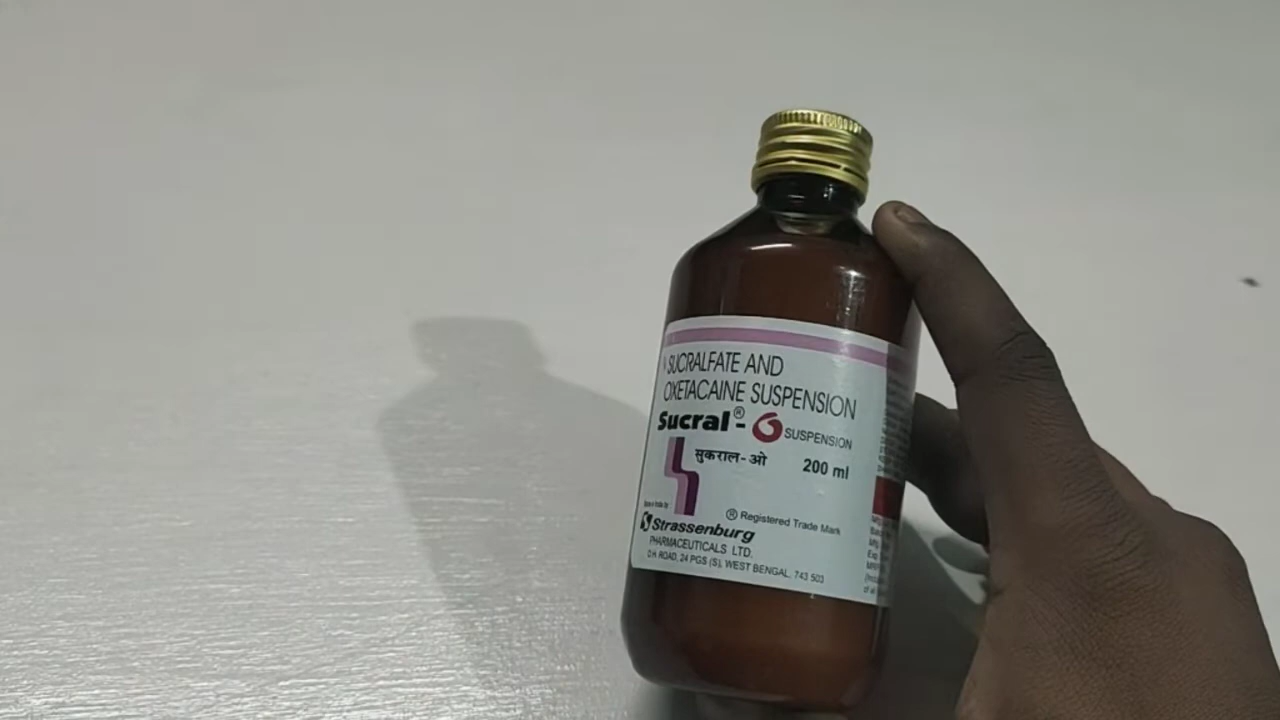 SUCRALFATE AND
OXETACAINE SUSPENSION
Sucral®-O SUSPENSION
सुकराल-ओ 200 ml
® Registered Trade Mark
Strassenburg
PHARMACEUTICALS LTD.
D.H. ROAD, 24 PGS (S), WEST BENGAL, 743 503